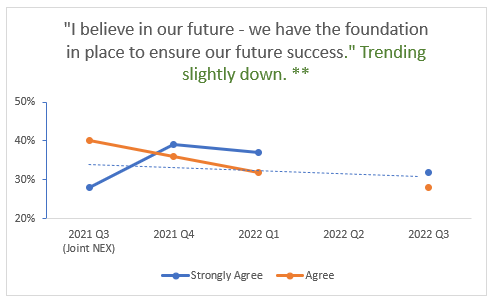 "I believe in our future - we have the foundation
in place to ensure our future success." Trending
slightly down. **
50%
40%
30%
20%
2021 Q3 2021 Q4 2022 Q1 2022 Q2 2022 Q3
(Joint NEX)
Strongly Agree Agree